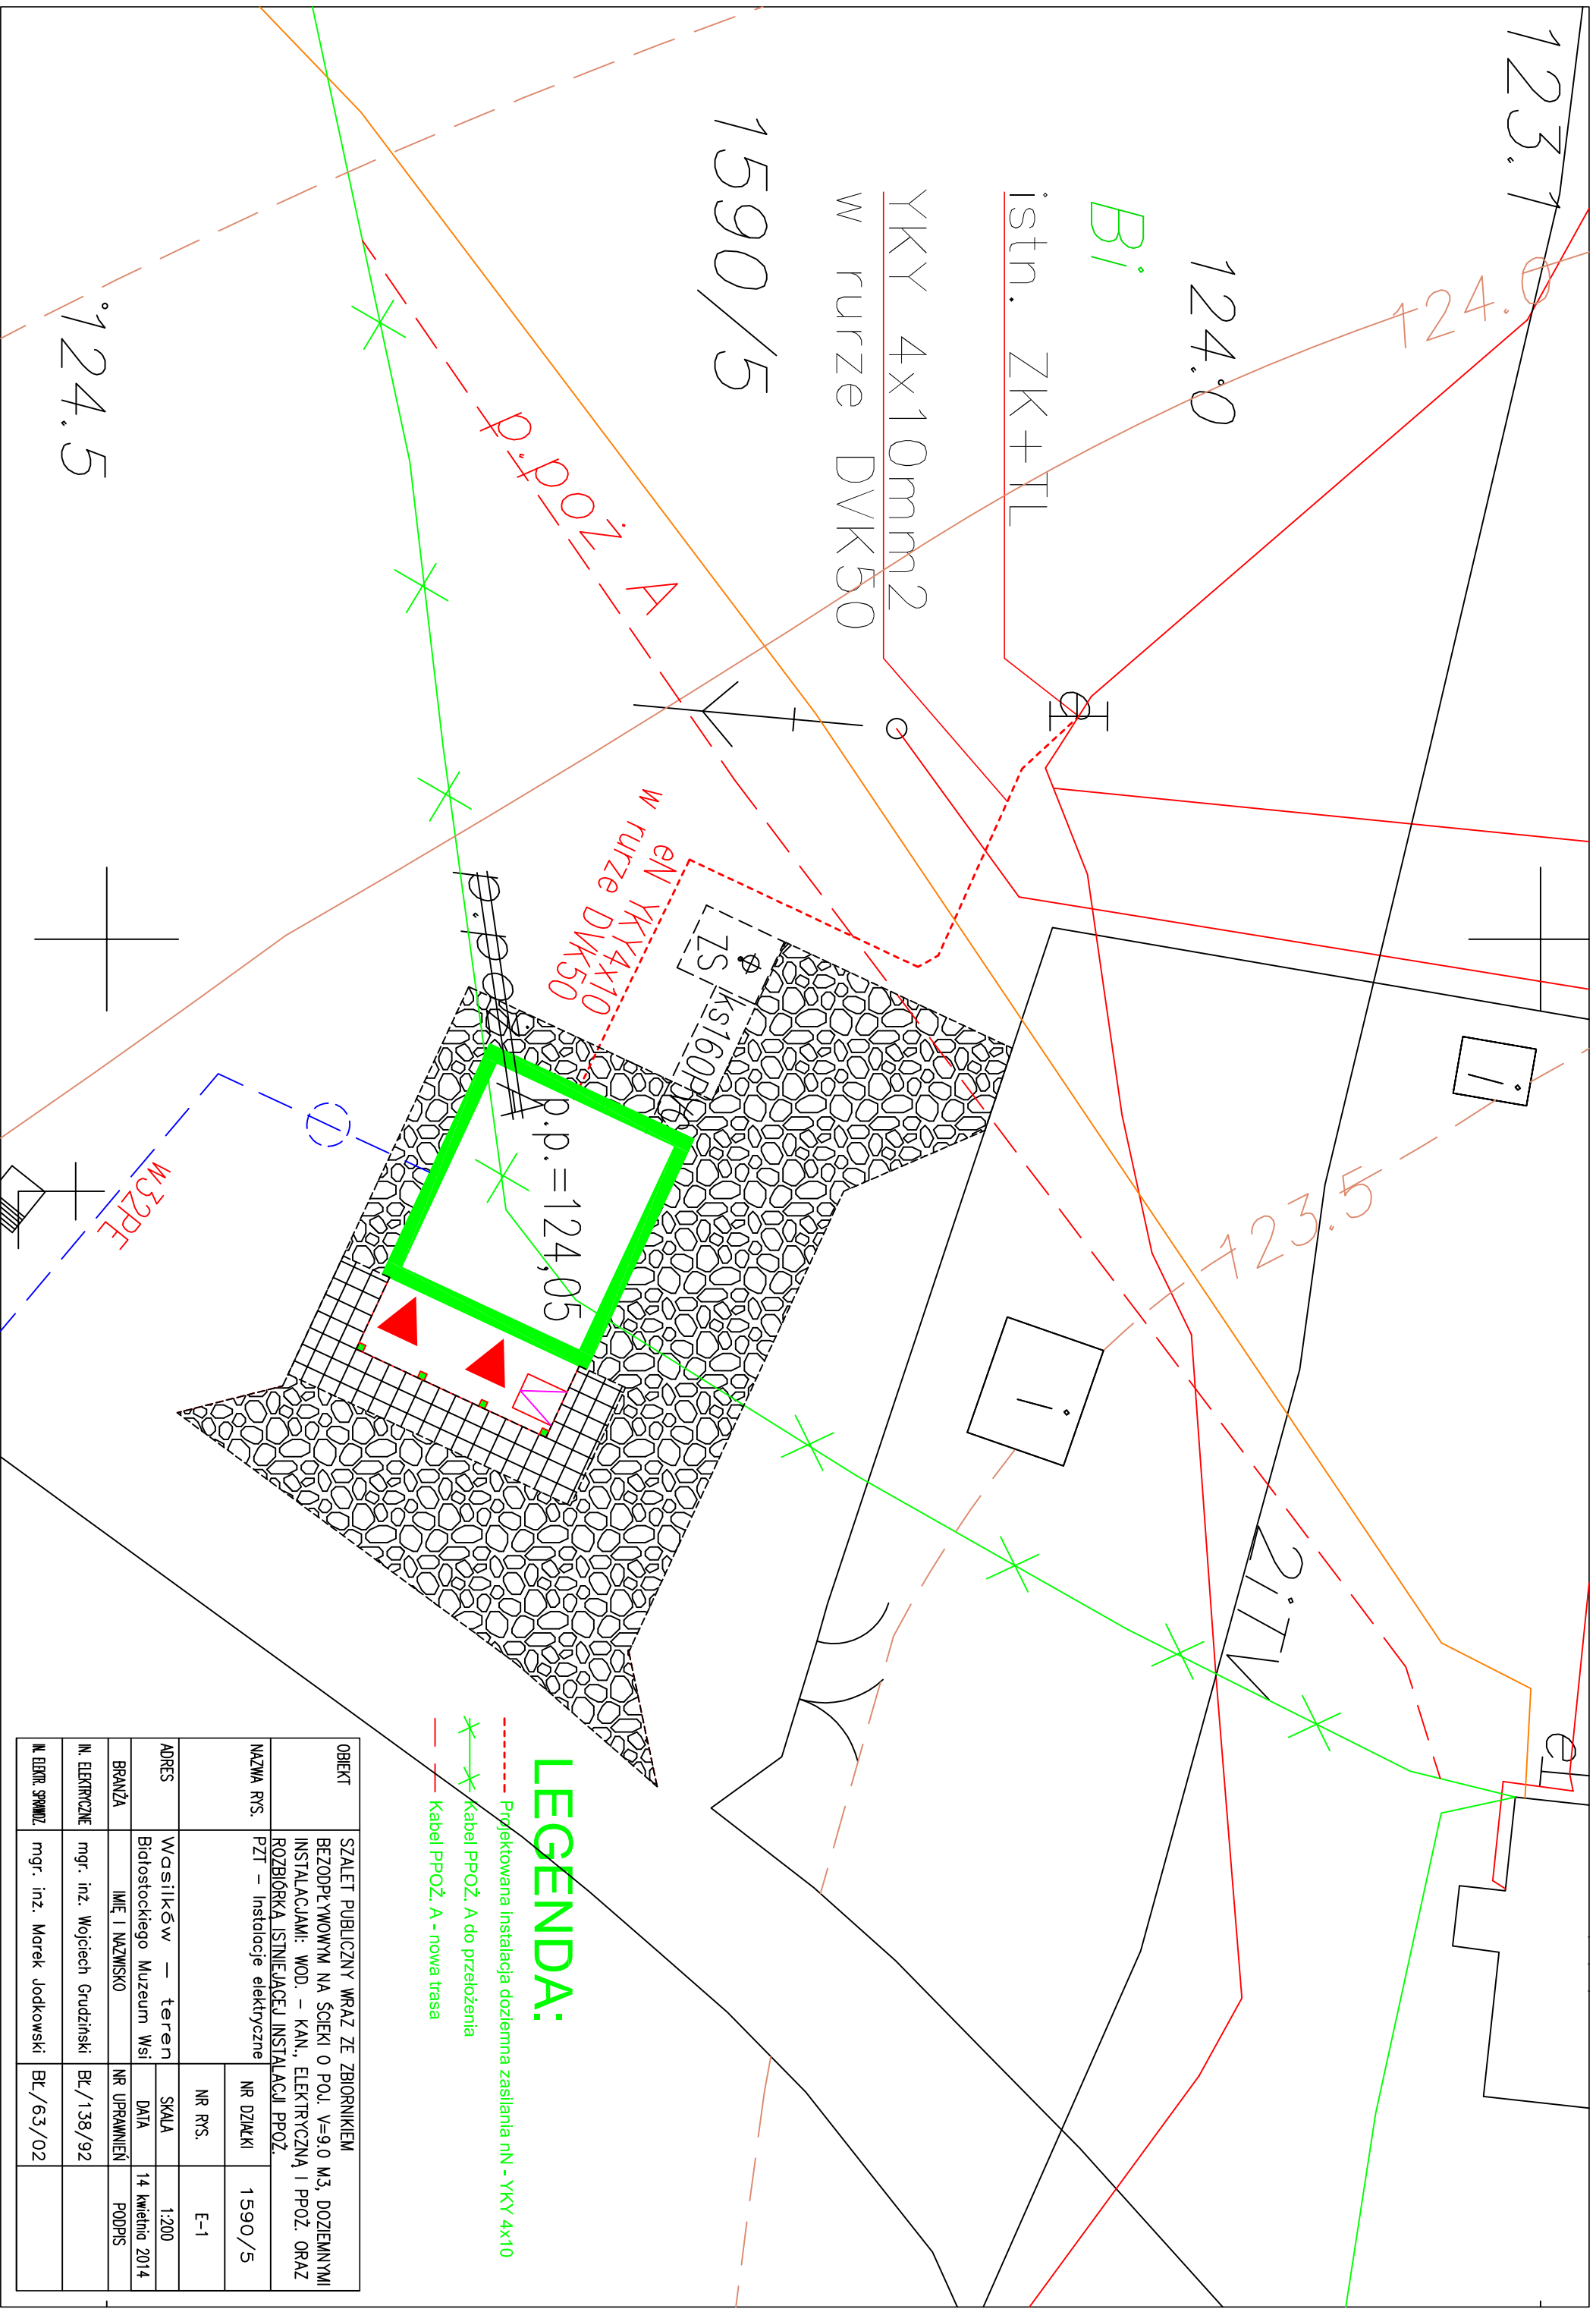 123.1
124.0
124.0
Bi
istn. ZK+TL
YKY 4x10mm2
w rurze DVK50
1590/5
124.5
p.poż A
e
eN YKY4x10
w rurze DVK50
ZS
ks160PVC
p.poż. A
p.p.=124,05
w32PE
i
i
123.5
2iTV
e
LEGENDA:
Projektowana instalacja doziemna zasilania nN - YKY 4x10
Kabel PPOŻ. A do przełożenia
Kabel PPOŻ. A - nowa trasa
OBIEKT
SZALET PUBLICZNY WRAZ ZE ZBIORNIKIEM
BEZODPŁYWOWYM NA ŚCIEKI O POJ. V=9.0 M3, DOZIEMNYMI
INSTALACJAMI: WOD. - KAN., ELEKTRYCZNĄ I PPOŻ. ORAZ
ROZBIÓRKĄ ISTNIEJĄCEJ INSTALACJI PPOŻ.
NAZWA RYS.
PZT - Instalacje elektryczne
NR DZIAŁKI
1590/5
NR RYS.
E-1
ADRES
Wasilków - teren
Białostockiego Muzeum Wsi
SKALA
1:200
DATA
14 kwietnia 2014
BRANŻA
IMIĘ I NAZWISKO
NR UPRAWNIEŃ
PODPIS
IN. ELEKTRYCZNE
mgr. inż. Wojciech Grudziński
BŁ/138/92
IN. ELEKTR. SPRAWDZ.
mgr. inż. Marek Jodkowski
BŁ/63/02